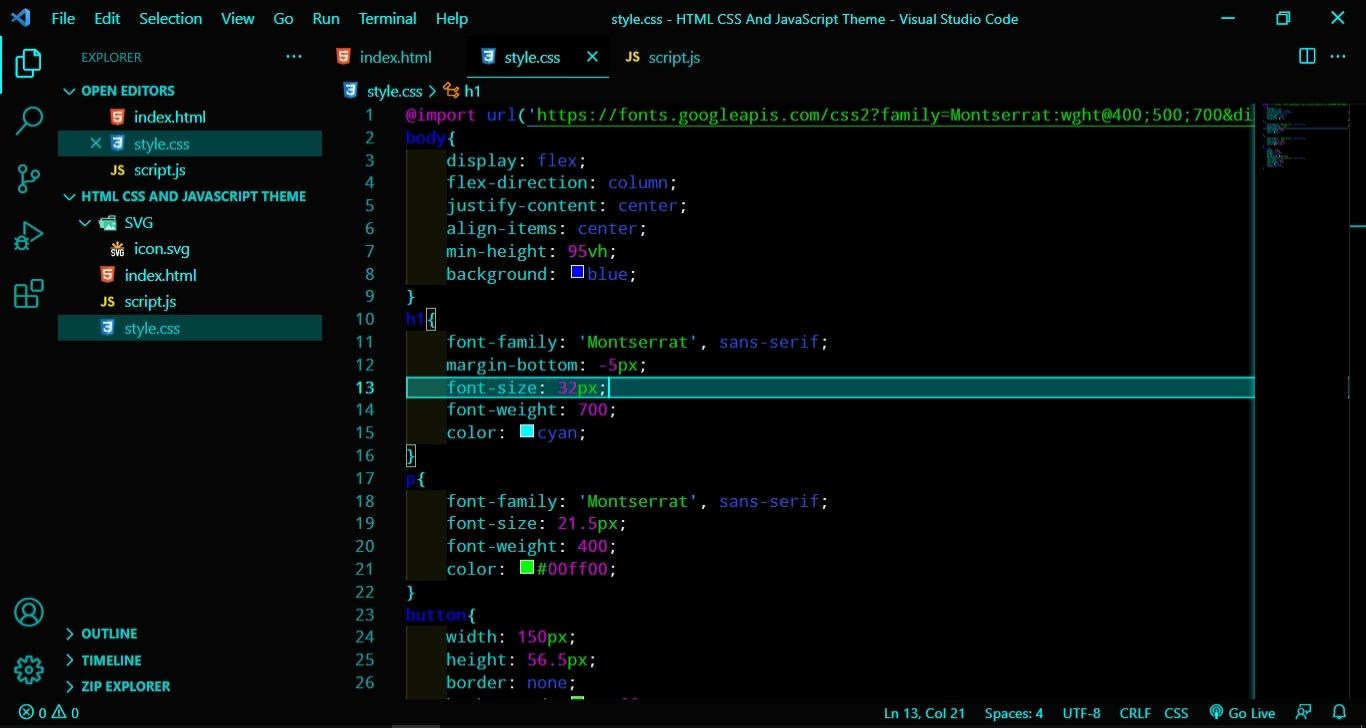 File Edit Selection View Go Run Terminal Help
style.css - HTML CSS And JavaScript Theme - Visual Studio Code
EXPLORER
OPEN EDITORS
index.html
style.css
JS script.js
HTML CSS AND JAVASCRIPT THEME
SVG
SVG icon.svg
index.html
JS script.js
style.css
OUTLINE
TIMELINE
ZIP EXPLORER
index.html style.css JS script.js
style.css > h1
1 @import url('https://fonts.googleapis.com/css2?family=Montserrat:wght@400;500;700&di
2 body{
3 display: flex;
4 flex-direction: column;
5 justify-content: center;
6 align-items: center;
7 min-height: 95vh;
8 background: blue;
9 }
10 h1{
11 font-family: 'Montserrat', sans-serif;
12 margin-bottom: -5px;
13 font-size: 32px;
14 font-weight: 700;
15 color: cyan;
16 }
17 p{
18 font-family: 'Montserrat', sans-serif;
19 font-size: 21.5px;
20 font-weight: 400;
21 color: #00ff00;
22 }
23 button{
24 width: 150px;
25 height: 56.5px;
26 border: none;
0 0
Ln 13, Col 21 Spaces: 4 UTF-8 CRLF CSS Go Live